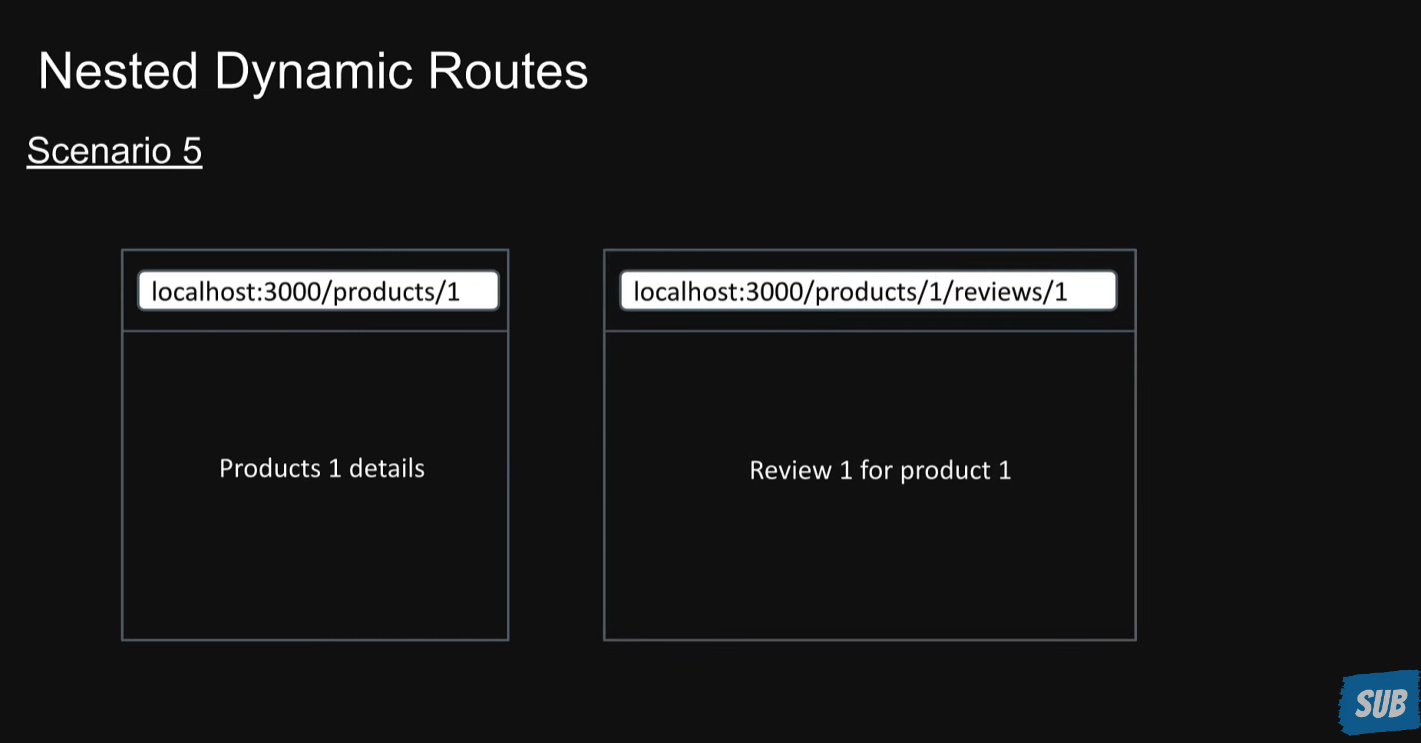 Nested Dynamic Routes
Scenario 5
localhost:3000/products/1
Products 1 details
localhost:3000/products/1/reviews/1
Review 1 for product 1
SUB